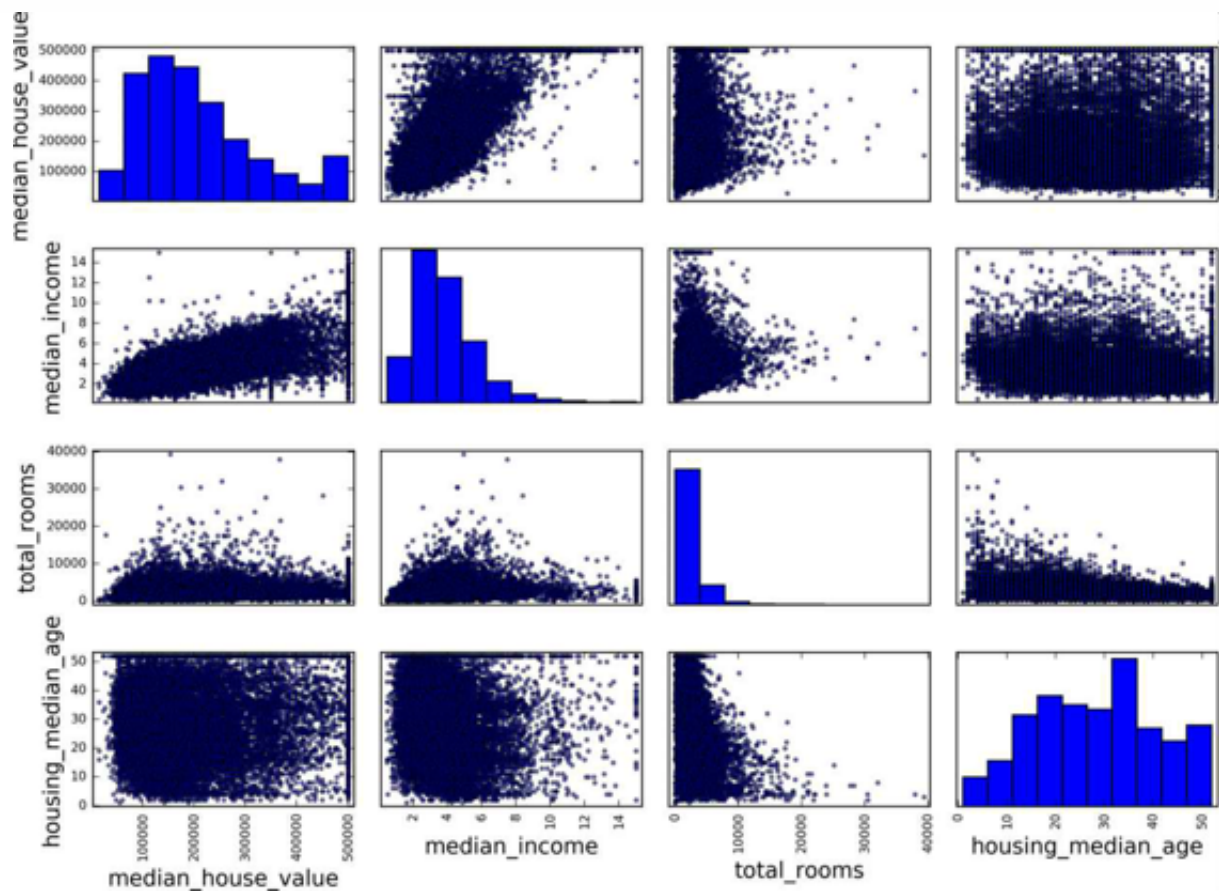 median_house_value
500000
400000
300000
200000
100000
median_income
14
12
10
8
6
4
2
total_rooms
40000
30000
20000
10000
0
housing_median_age
50
40
30
20
10
0
100000 200000 300000 400000 500000
median_house_value
2 4 6 8 10 12 14
median_income
0 10000 20000 30000 40000
total_rooms
0 10 20 30 40 50
housing_median_age